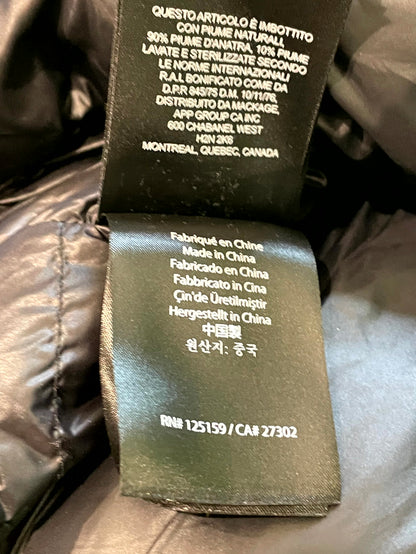 QUESTO ARTICOLO È IMBOTTITO
CON PIUME NATURALI,
90% PIUME D'ANATRA, 10% PIUME
LAVATE E STERILIZZATE SECONDO
LE NORME INTERNAZIONALI
R.A.L BONIFICATO COME DA
D.P.R 845/75 D.M. 10/11/76,
DISTRIBUITO DA MACKAGE,
APP GROUP CA INC
600 CHABANEL WEST
H2N 2K6
MONTREAL, QUEBEC, CANADA
Fabriqué en Chine
Made in China
Fabricado en China
Fabbricato in Cina
Çin'de Üretilmiştir
Hergestellt in China
中国製
원산지: 중국
RN# 125159 / CA# 27302